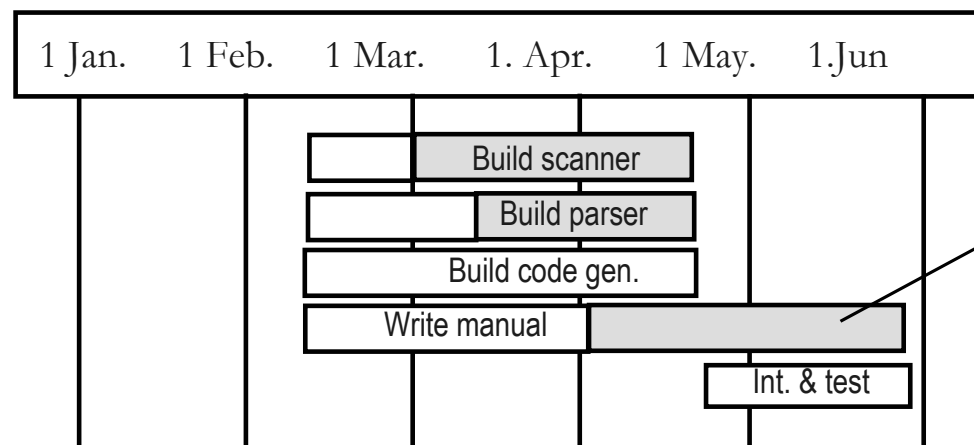 1 Jan. 1 Feb. 1 Mar. 1. Apr. 1 May. 1.Jun
Build scanner
Build parser
Build code gen.
Write manual
Int. & test